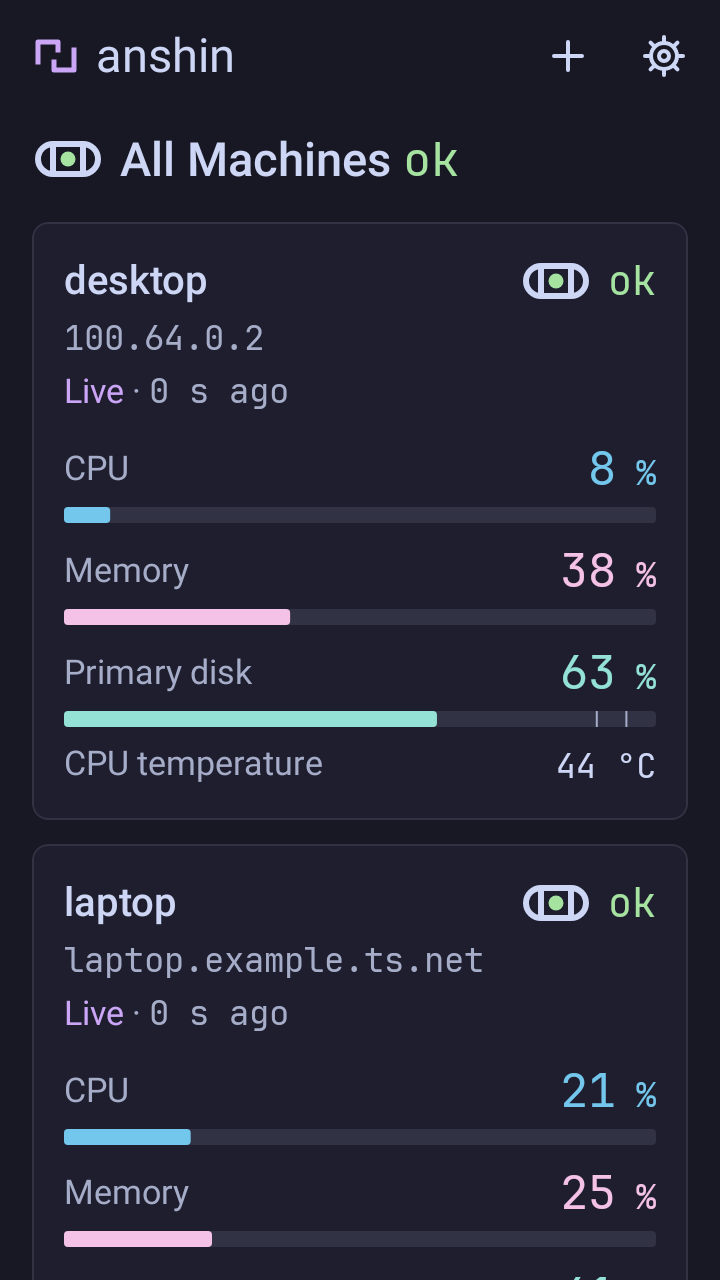 anshin
All Machines ok
desktop ok
100.64.0.2
Live · 0 s ago
CPU 8 %
Memory 38 %
Primary disk 63 %
CPU temperature 44 °C
laptop ok
laptop.example.ts.net
Live · 0 s ago
CPU 21 %
Memory 25 %